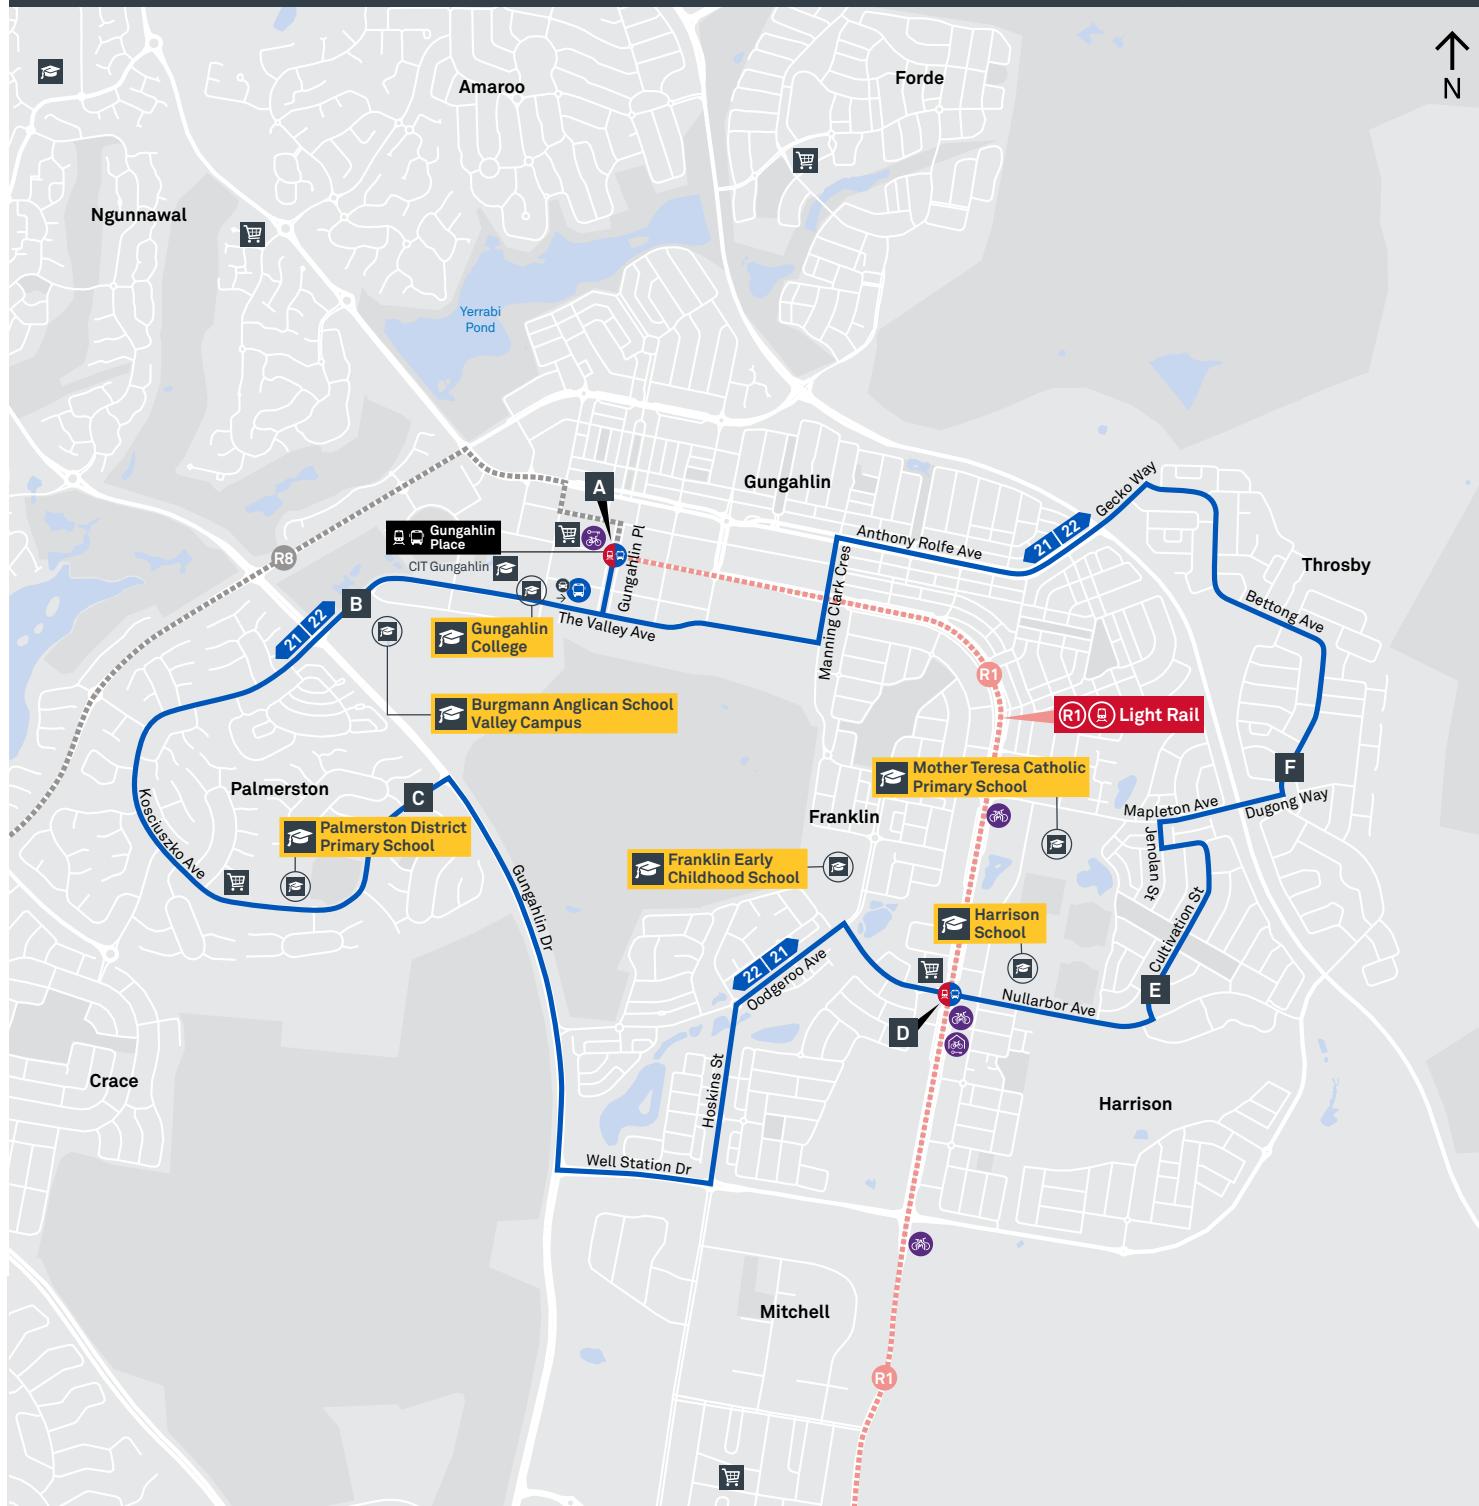 N
Amaroo
Forde
Ngunnawal
Yerrabi
Pond
A
Gungahlin
Gecko Way
Gungahlin
Place
Gungahlin Pl
Anthony Rolfe Ave
21 22
R8
CIT Gungahlin
Throsby
B
Bettong Ave
21 22
Gungahlin
College
The Valley Ave
Manning Clark Cres
R1
Burgmann Anglican School
Valley Campus
R1 Light Rail
Mother Teresa Catholic
Primary School
F
Palmerston
C
Mapleton Ave
Dugong Way
Kosciuszko Ave
Palmerston District
Primary School
Franklin
Jenolan St
Franklin Early
Childhood School
Gungahlin Dr
Harrison
School
Cultivation St
22 21
Oodgeroo Ave
E
Nullarbor Ave
D
Crace
Hoskins St
Harrison
Well Station Dr
Mitchell
R1